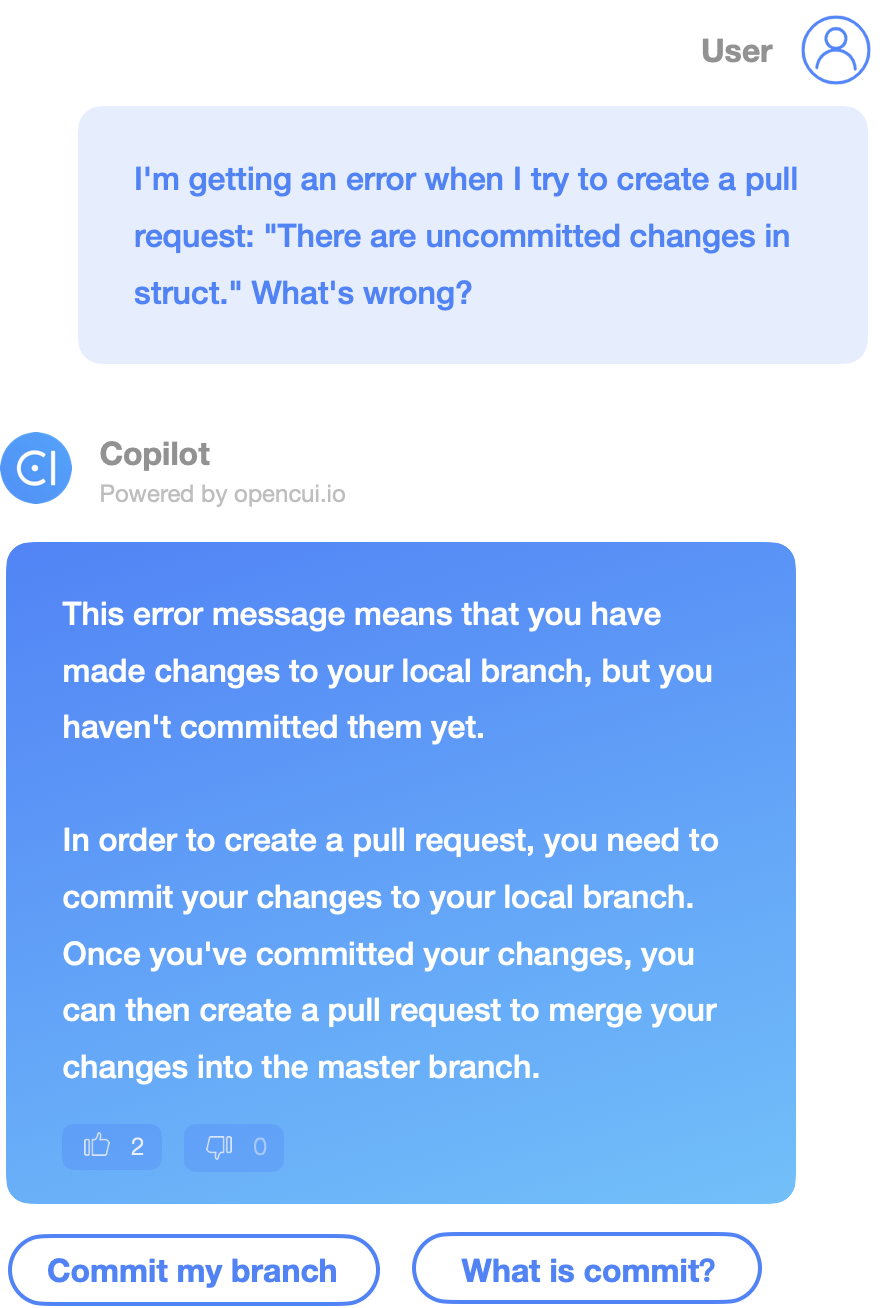 User
I'm getting an error when I try to create a pull
request: "There are uncommitted changes in
struct." What's wrong?
Copilot
Powered by opencui.io
This error message means that you have
made changes to your local branch, but you
haven't committed them yet.
In order to create a pull request, you need to
commit your changes to your local branch.
Once you've committed your changes, you
can then create a pull request to merge your
changes into the master branch.
2 0
Commit my branch What is commit?